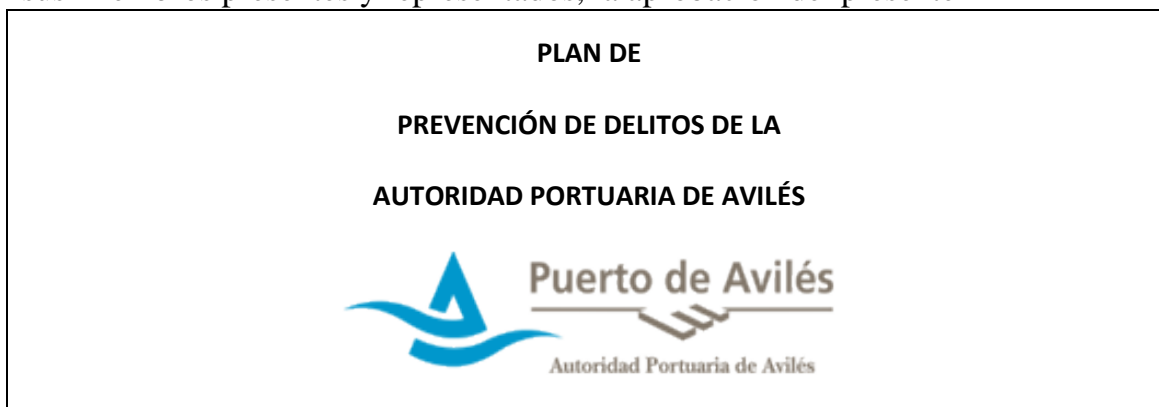 PLAN DE
PREVENCIÓN DE DELITOS DE LA
AUTORIDAD PORTUARIA DE AVILÉS
Puerto de Avilés
Autoridad Portuaria de Avilés